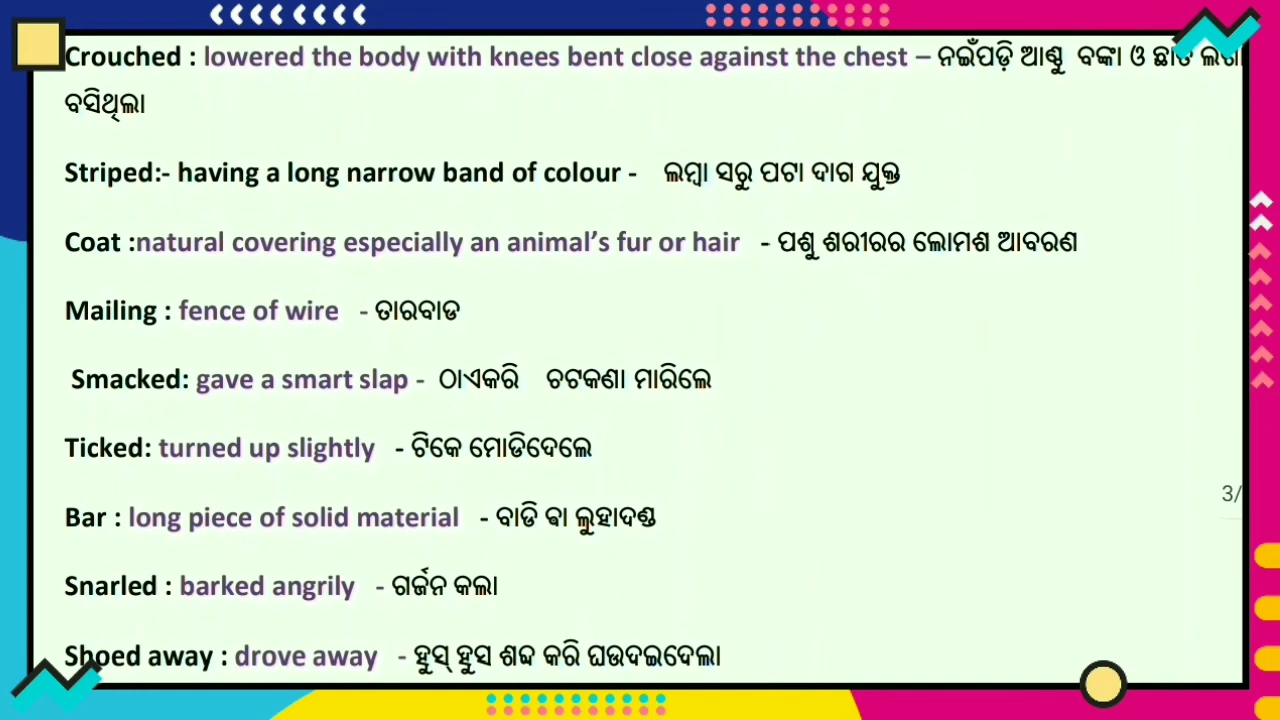 Crouched : lowered the body with knees bent close against the chest – ନଇଁପଡ଼ି ଆଣ୍ଠୁ ବଙ୍କା ଓ ଛାତି
ବସିଥିଲା
Striped:- having a long narrow band of colour - ଲମ୍ବା ସରୁ ପଟା ଦାଗ ଯୁକ୍ତ
Coat :natural covering especially an animal’s fur or hair - ପଶୁ ଶରୀରର ଲୋମଶ ଆବରଣ
Mailing : fence of wire - ତାରବାଡ
Smacked: gave a smart slap - ଠାଏକରି ଚଟକଣା ମାରିଲେ
Ticked: turned up slightly - ଟିକେ ମୋଡିଦେଲେ
Bar : long piece of solid material - ବାଡି ବା ଲୁହାଦଣ୍ଡ
3/
Snarled : barked angrily - ଗର୍ଜନ କଲା
Shoed away : drove away - ହୁସ୍ ହୁସ ଶବ୍ଦ କରି ଘଉଦଇଦେଲା